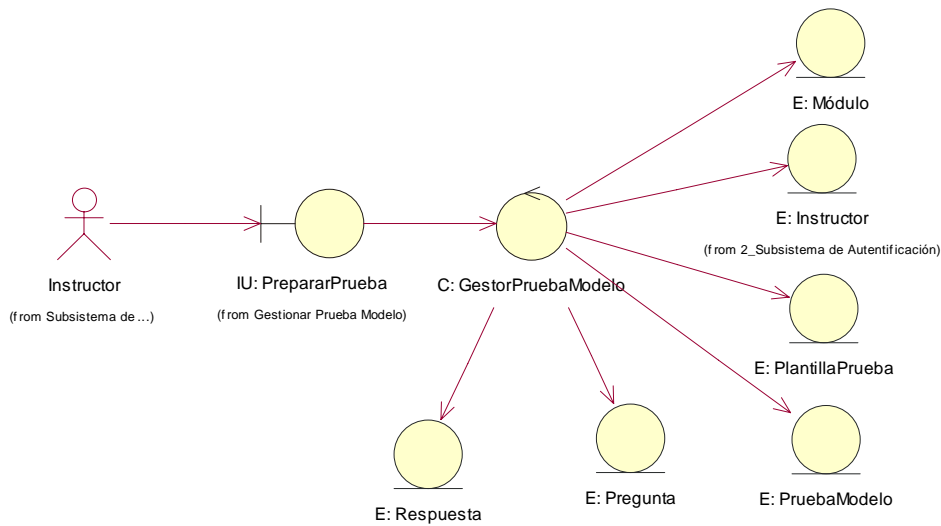 E: Módulo
E: Instructor
(from 2_Subsistema de Autentificación)
Instructor
(from Subsistema de ...)
IU: PrepararPrueba
(from Gestionar Prueba Modelo)
C: GestorPruebaModelo
E: PlantillaPrueba
E: Respuesta
E: Pregunta
E: PruebaModelo